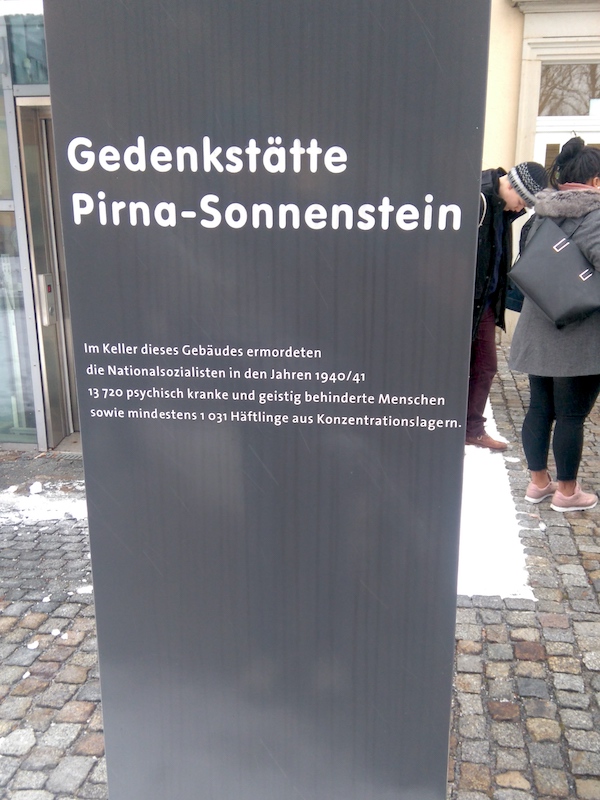 Gedenkstätte
Pirna-Sonnenstein
Im Keller dieses Gebäudes ermordeten
die Nationalsozialisten in den Jahren 1940/41
13 720 psychisch kranke und geistig behinderte Menschen
sowie mindestens 1 031 Häftlinge aus Konzentrationslagern.